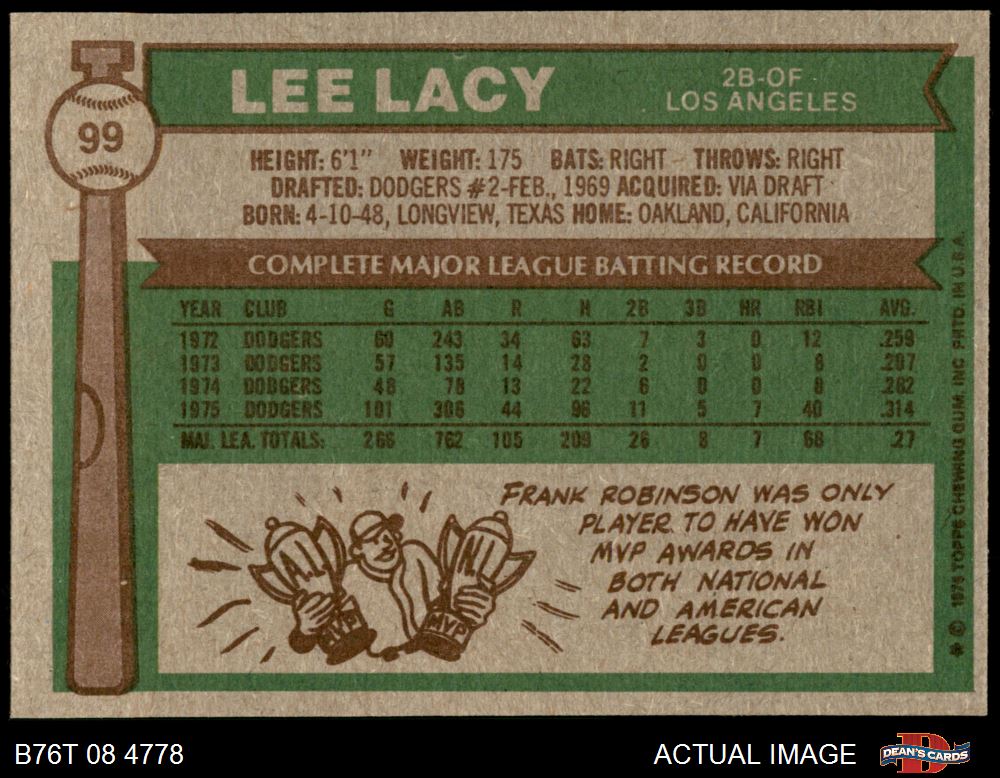 LEE LACY
2B-OF
LOS ANGELES
99
HEIGHT: 6'1" WEIGHT: 175 BATS: RIGHT THROWS: RIGHT
DRAFTED: DODGERS #2-FEB., 1969 ACQUIRED: VIA DRAFT
BORN: 4-10-48, LONGVIEW, TEXAS HOME: OAKLAND, CALIFORNIA
COMPLETE MAJOR LEAGUE BATTING RECORD
YEAR CLUB G AB R H 2B 3B HR RBI AVG.
1972 DODGERS 60 243 34 63 7 3 0 12 .259
1973 DODGERS 57 135 14 28 2 0 0 8 .207
1974 DODGERS 48 78 13 22 6 0 0 8 .282
1975 DODGERS 101 306 44 96 11 5 7 40 .314
MAJ. LEA. TOTALS: 266 762 105 209 26 8 7 68 .27
FRANK ROBINSON WAS ONLY
PLAYER TO HAVE WON
MVP AWARDS IN
BOTH NATIONAL
AND AMERICAN
LEAGUES.
AL
NL
MVP
MVP
© 1976 TOPPS CHEWING GUM, INC. PRTD. IN U.S.A.
B76T 08 4778
ACTUAL IMAGE
DEAN'S CARDS